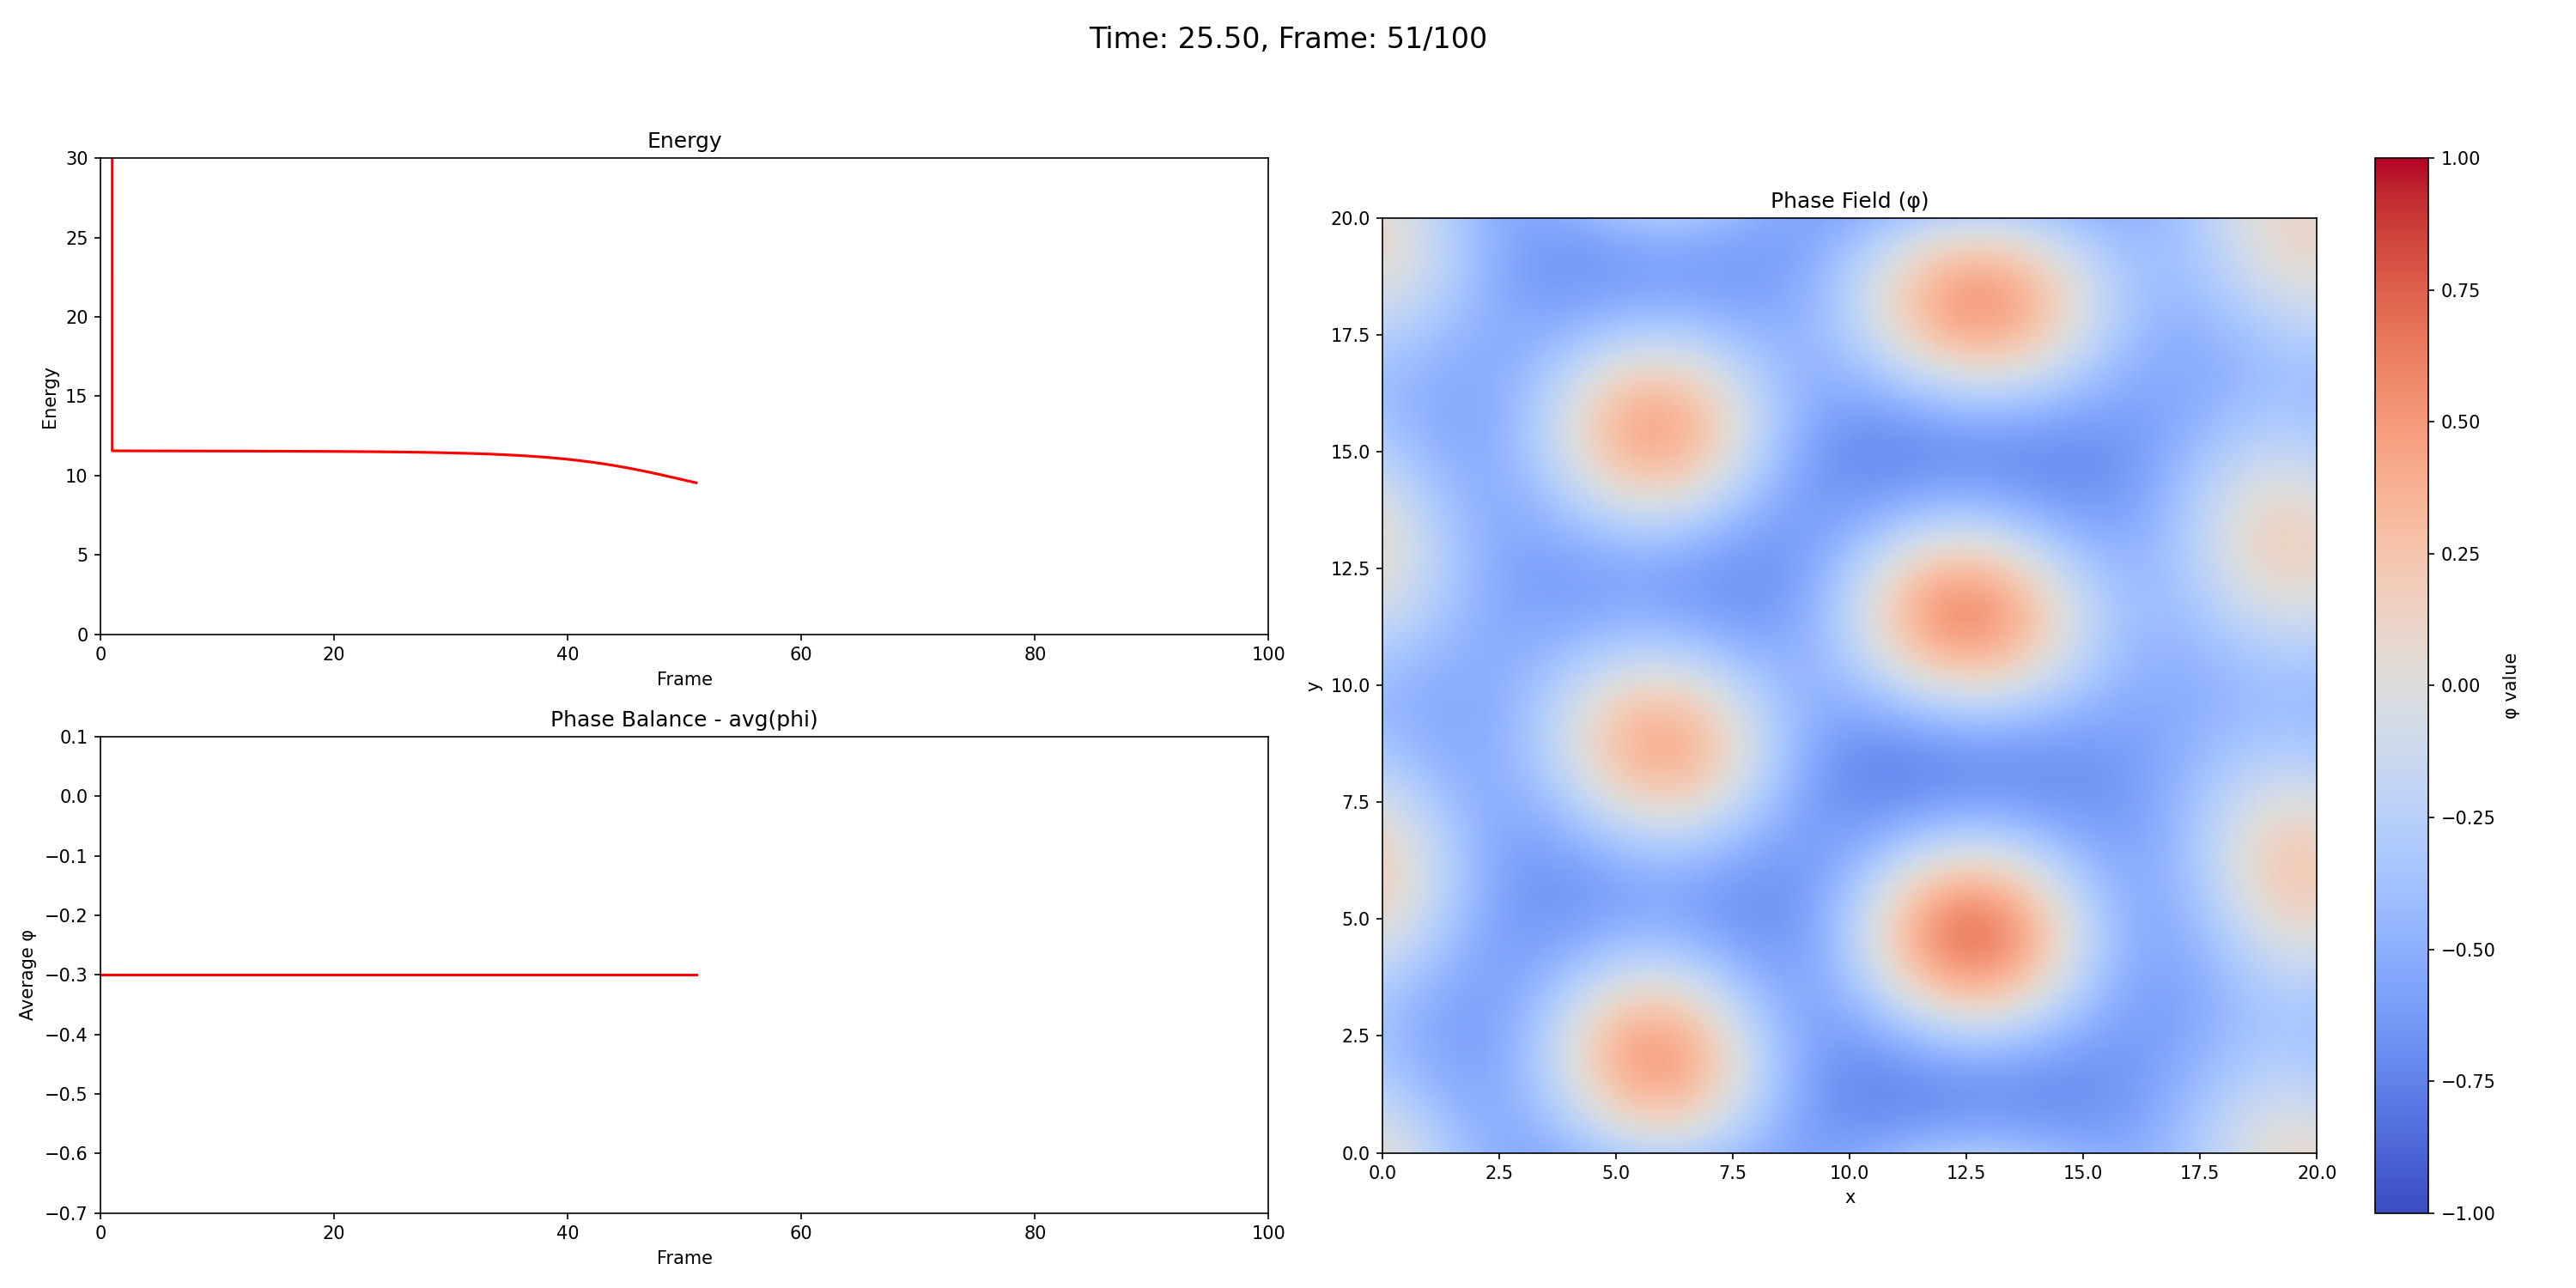 Time: 25.50, Frame: 51/100
Energy
30
25
20
15
10
5
0
Energy
0 20 40 60 80 100
Frame
Phase Balance - avg(phi)
0.1
0.0
−0.1
−0.2
−0.3
−0.4
−0.5
−0.6
−0.7
Average φ
0 20 40 60 80 100
Frame
Phase Field (φ)
20.0
17.5
15.0
12.5
10.0
7.5
5.0
2.5
0.0
y
0.0 2.5 5.0 7.5 10.0 12.5 15.0 17.5 20.0
x
1.00
0.75
0.50
0.25
0.00
−0.25
−0.50
−0.75
−1.00
φ value